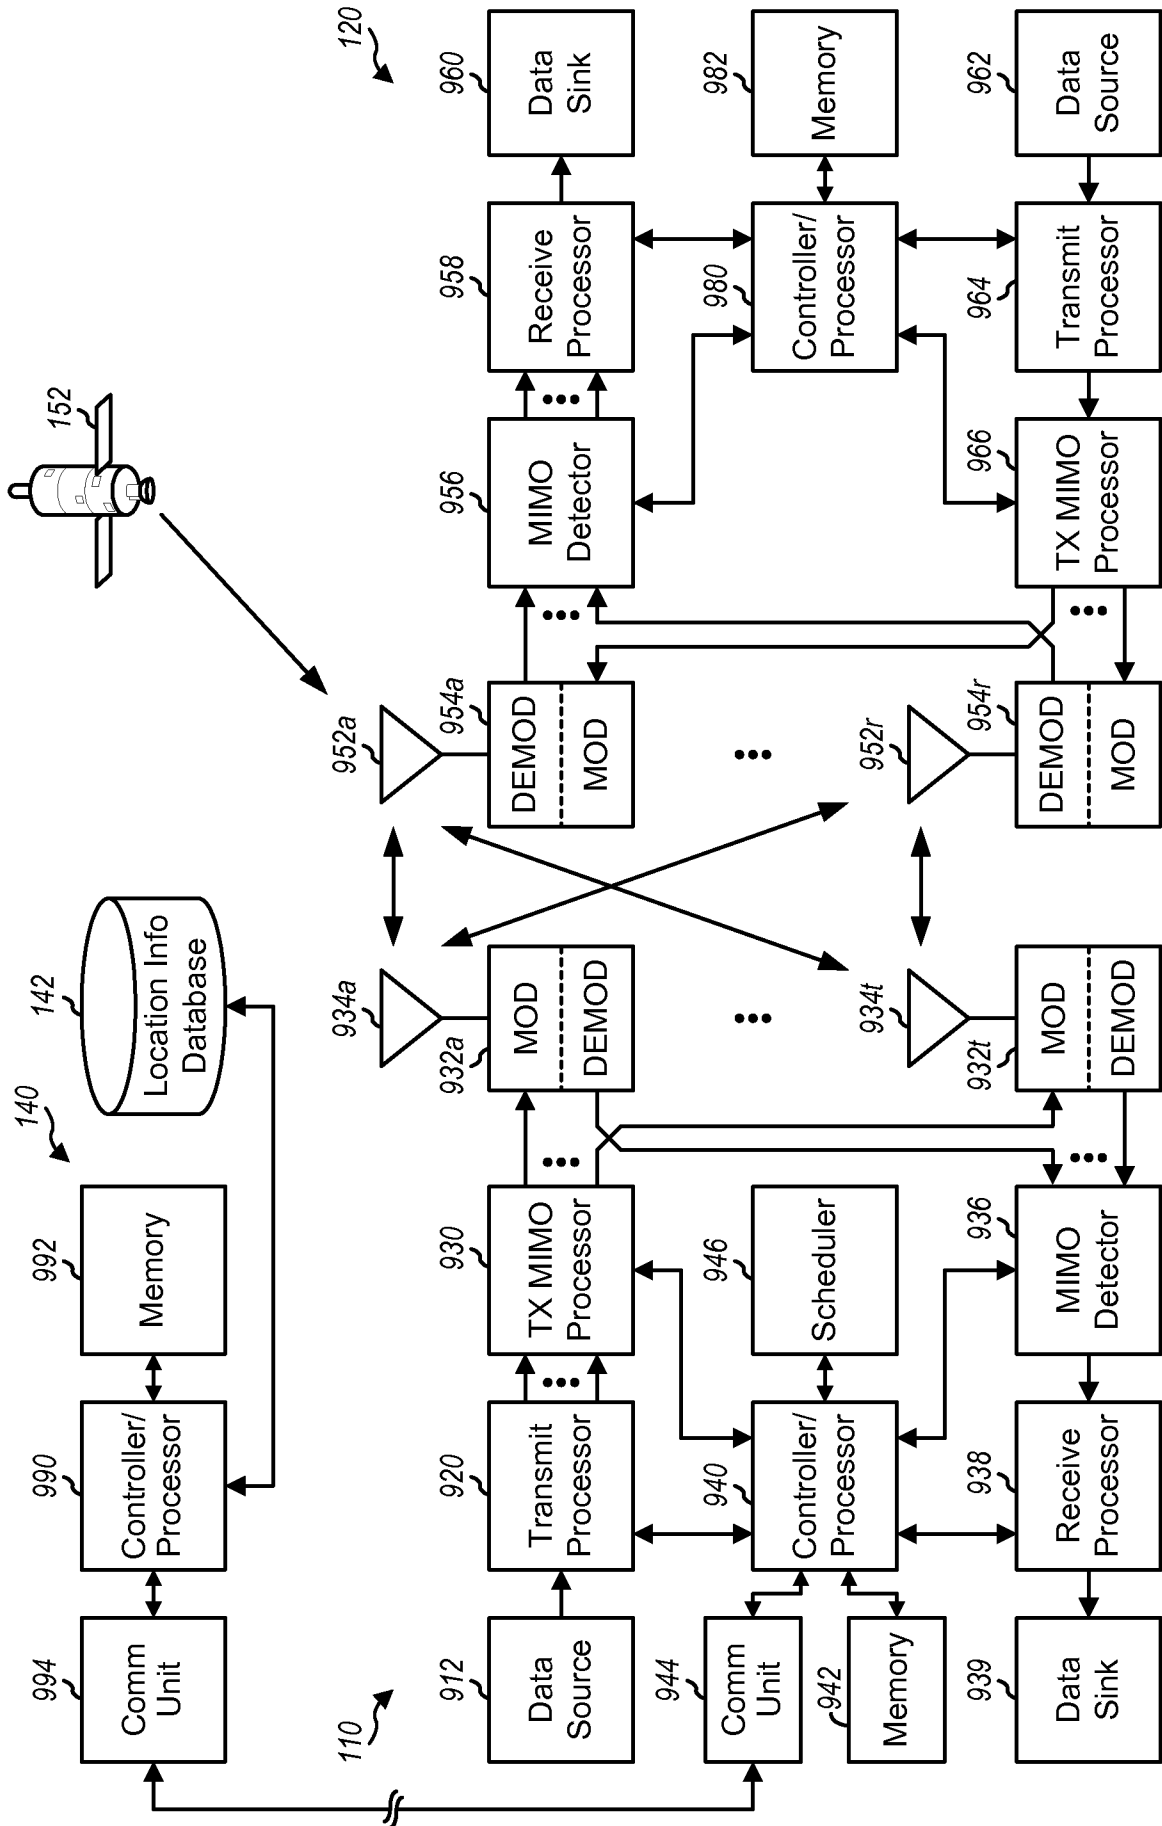 140
994
Comm
Unit
990
Controller/
Processor
992
Memory
142
Location Info
Database
152
110
120
912
Data
Source
920
Transmit
Processor
930
TX MIMO
Processor
932a
MOD
DEMOD
934a
952a
954a
DEMOD
MOD
956
MIMO
Detector
958
Receive
Processor
960
Data
Sink
944
Comm
Unit
942
Memory
940
Controller/
Processor
946
Scheduler
980
Controller/
Processor
982
Memory
939
Data
Sink
938
Receive
Processor
936
MIMO
Detector
932t
MOD
DEMOD
934t
952r
954r
DEMOD
MOD
966
TX MIMO
Processor
964
Transmit
Processor
962
Data
Source